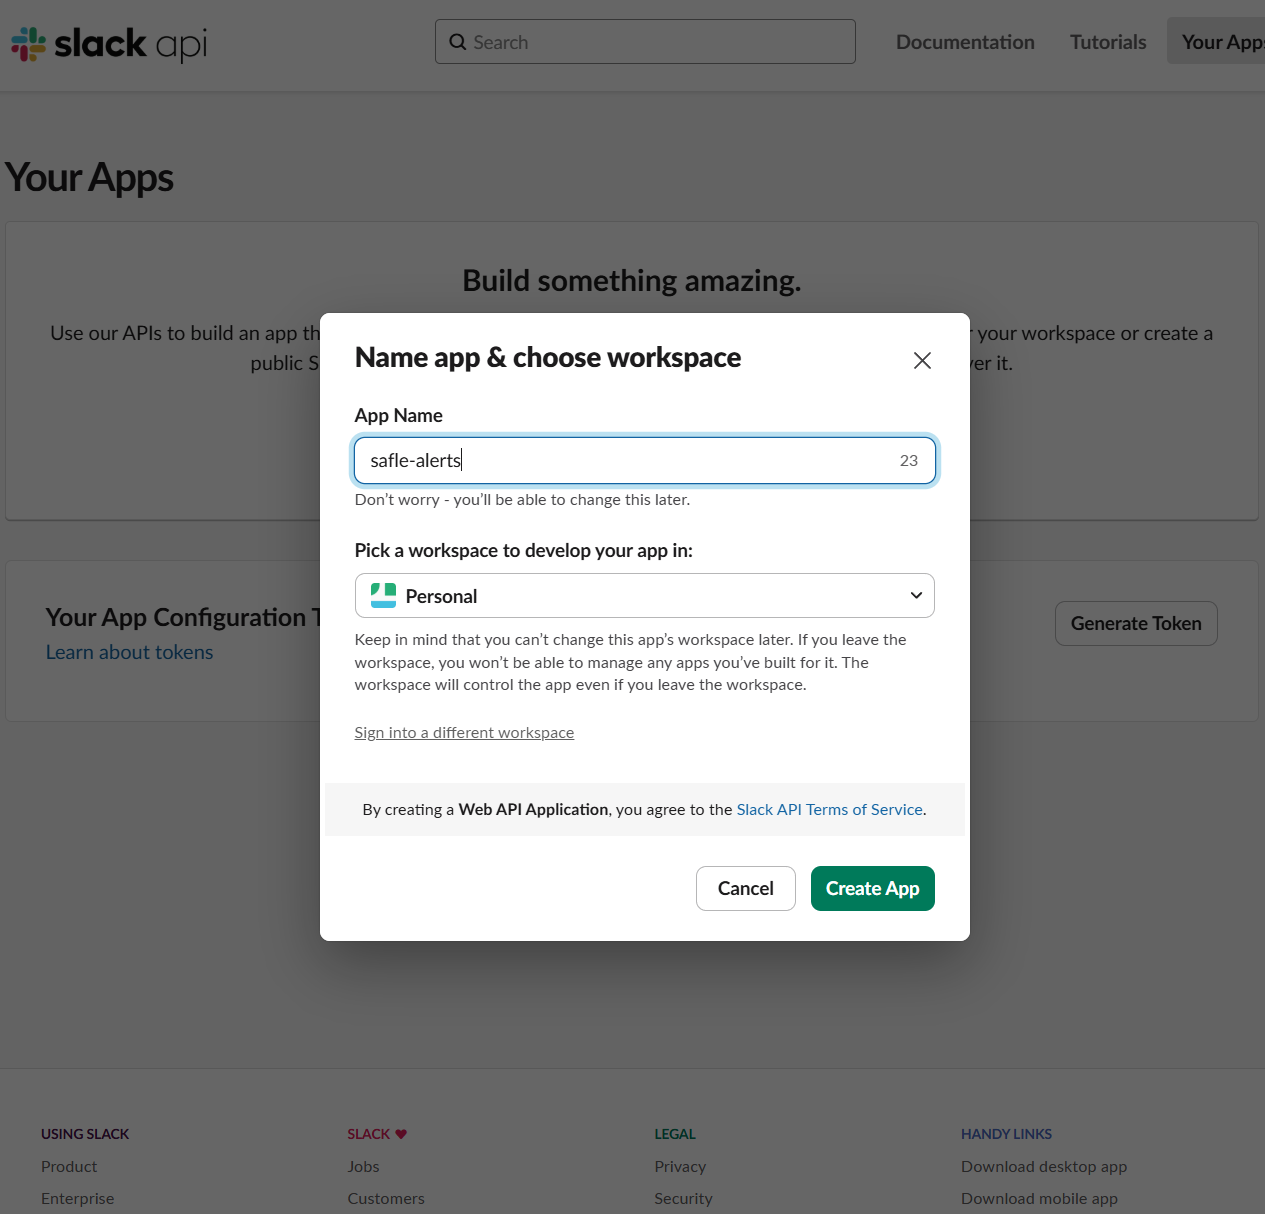 slack api
Search
Documentation
Tutorials
Your Apps
Your Apps
Build something amazing.
Use our APIs to build an app th
your workspace or create a
public S
er it.
Name app & choose workspace
App Name
safle-alerts
23
Don’t worry - you’ll be able to change this later.
Pick a workspace to develop your app in:
Personal
Keep in mind that you can’t change this app’s workspace later. If you leave the
workspace, you won’t be able to manage any apps you’ve built for it. The
workspace will control the app even if you leave the workspace.
Sign into a different workspace
By creating a Web API Application, you agree to the Slack API Terms of Service.
Cancel
Create App
Your App Configuration T
Learn about tokens
Generate Token
USING SLACK
Product
Enterprise
SLACK
Jobs
Customers
LEGAL
Privacy
Security
HANDY LINKS
Download desktop app
Download mobile app